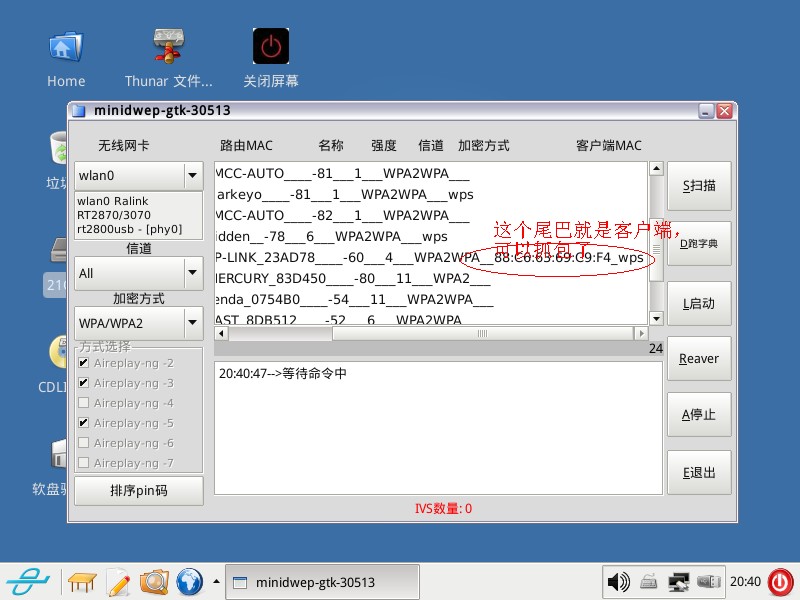 Home
Thunar 文件...
关闭屏幕
minidwep-gtk-30513
无线网卡
路由MAC 名称 强度 信道 加密方式 客户端MAC
wlan0
wlan0 Ralink
RT2870/3070
rt2800usb - [phy0]
信道
All
加密方式
WPA/WPA2
方式选择
Aireplay-ng -2
Aireplay-ng -3
Aireplay-ng -4
Aireplay-ng -5
Aireplay-ng -6
Aireplay-ng -7
排序pin码
MCC-AUTO____-81___1___WPA2WPA___
arkeyo____-81___1___WPA2WPA___wps
MCC-AUTO____-82___1___WPA2WPA___
idden__-78___6___WPA2WPA___wps
P-LINK_23AD78____-60___4___WPA2WPA__88:C0:63:69:C9:F4_wps
MERCURY_83D450____-80___11___WPA2___
enda_0754B0____-54___11___WPA2WPA___
AST_8DB512____-52___6___WPA2WPA
这个尾巴就是客户端，
可以抓包了
24
20:40:47-->等待命令中
IVS数量: 0
S扫描
D跑字典
L启动
Reaver
A停止
E退出
垃圾
210
CDLI
软盘驱
minidwep-gtk-30513
20:40